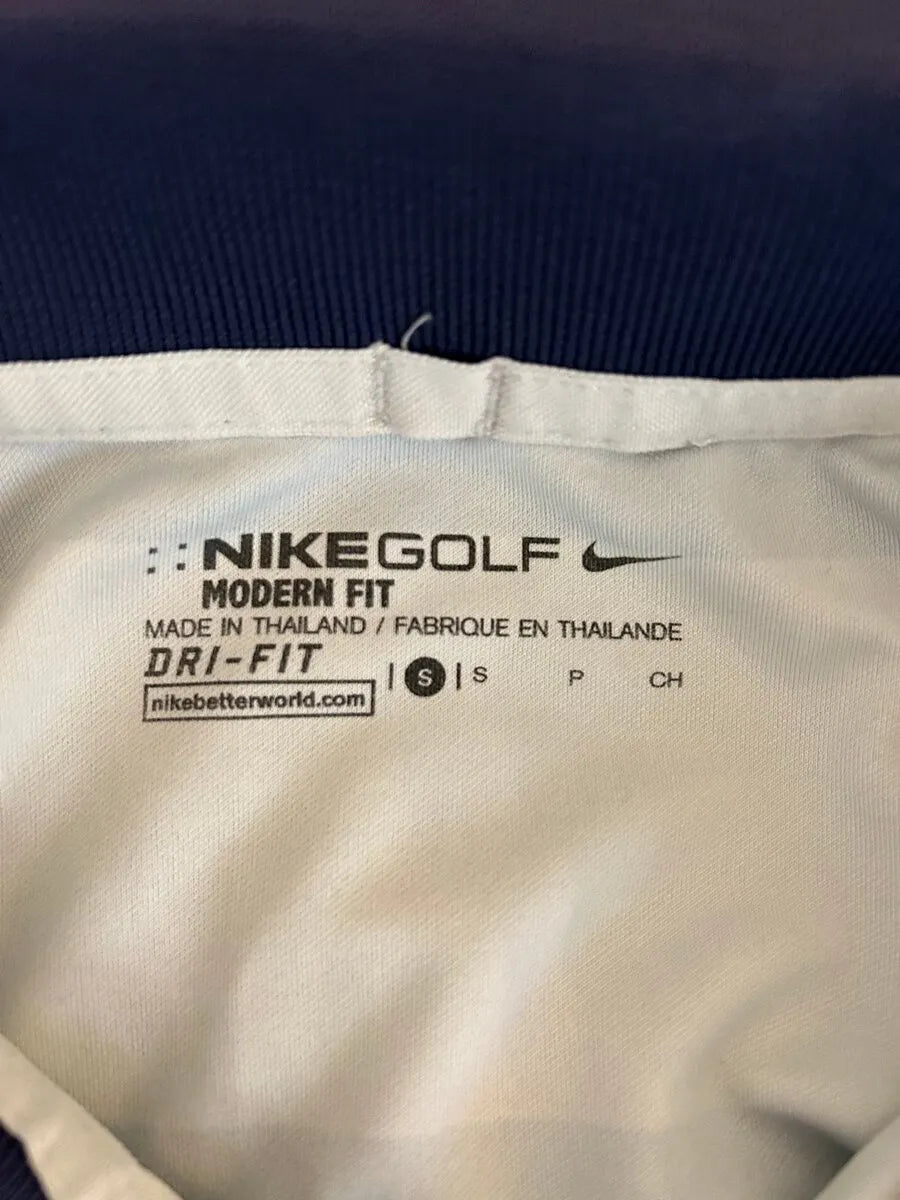 NIKEGOLF
MODERN FIT
MADE IN THAILAND / FABRIQUE EN THAILANDE
DRI-FIT
| S | S P CH
nikebetterworld.com